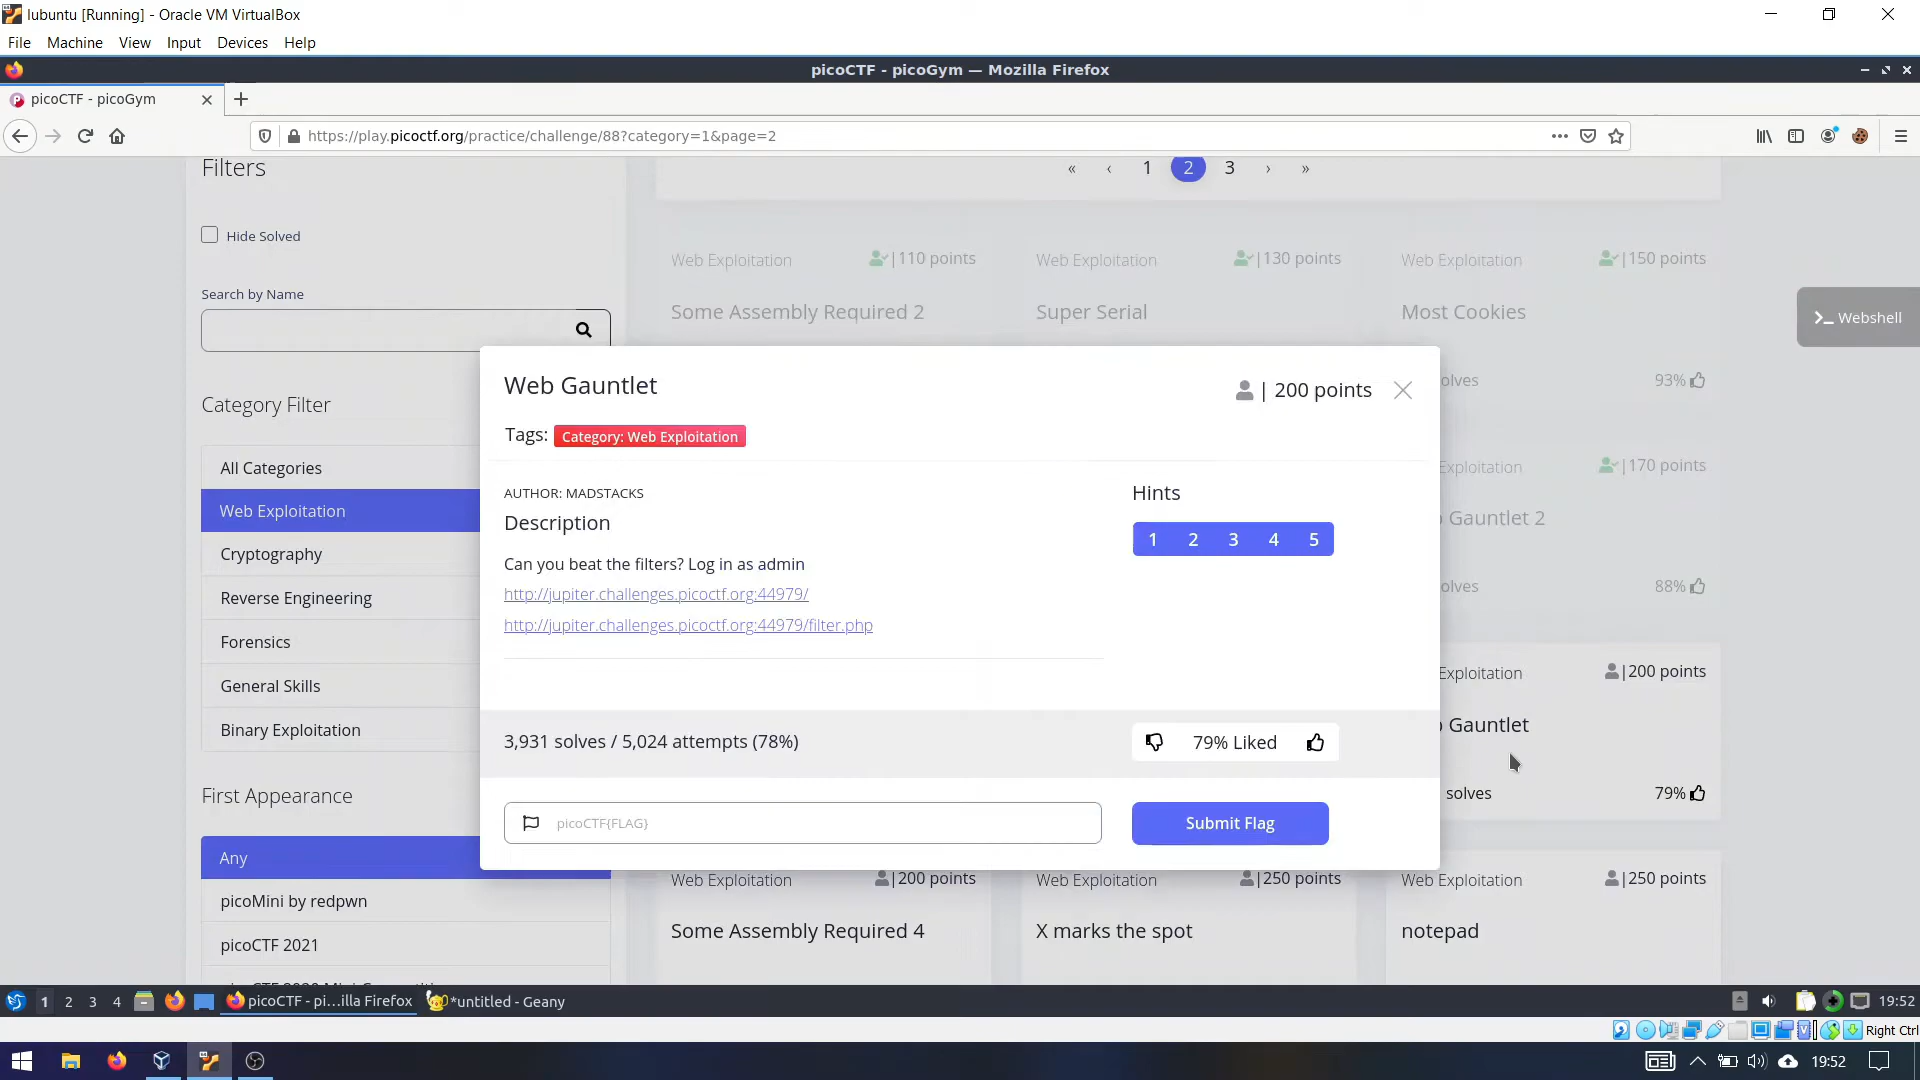 lubuntu [Running] - Oracle VM VirtualBox
File Machine View Input Devices Help
picoCTF - picoGym — Mozilla Firefox
picoCTF - picoGym
https://play.picoctf.org/practice/challenge/88?category=1&page=2
Filters
« ‹ 1 2 3 › »
Hide Solved
Search by Name
Web Exploitation |110 points
Some Assembly Required 2
Web Exploitation |130 points
Super Serial
Web Exploitation |150 points
Most Cookies
>_ Webshell
olves 93%
Category Filter
All Categories
Web Exploitation
Cryptography
Reverse Engineering
Forensics
General Skills
Binary Exploitation
First Appearance
Any
picoMini by redpwn
picoCTF 2021
Web Gauntlet
| 200 points
Tags: Category: Web Exploitation
AUTHOR: MADSTACKS
Description
Can you beat the filters? Log in as admin
http://jupiter.challenges.picoctf.org:44979/
http://jupiter.challenges.picoctf.org:44979/filter.php
Hints
1 2 3 4 5
3,931 solves / 5,024 attempts (78%)
79% Liked
picoCTF{FLAG}
Submit Flag
xploitation |170 points
Gauntlet 2
olves 88%
Exploitation |200 points
Gauntlet
solves 79%
Web Exploitation |200 points
Some Assembly Required 4
Web Exploitation |250 points
X marks the spot
Web Exploitation |250 points
notepad
1 2 3 4 picoCTF - pi...illa Firefox *untitled - Geany 19:52
Right Ctrl
19:52